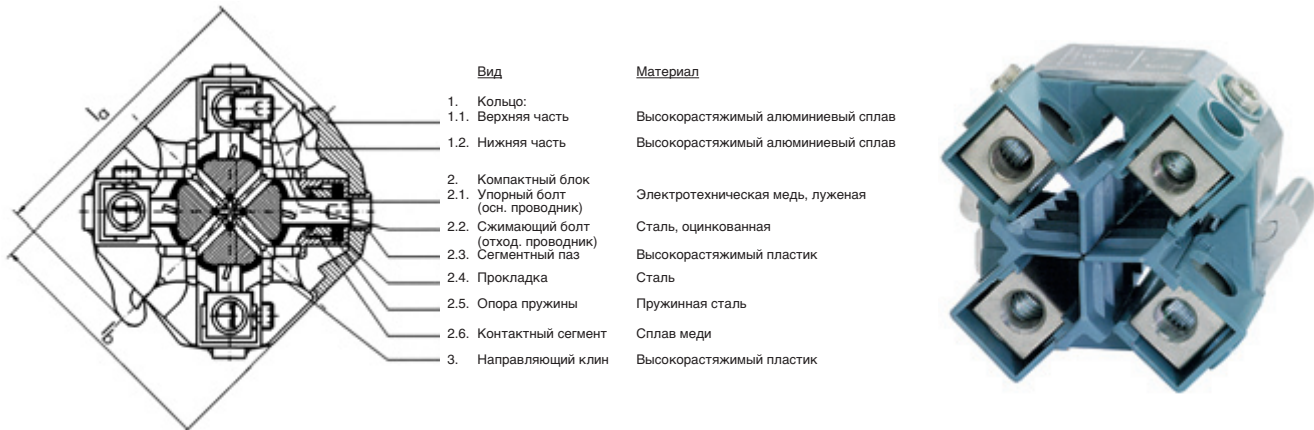 Вид Материал
1. Кольцо:
1.1. Верхняя часть Высокорастяжимый алюминиевый сплав
1.2. Нижняя часть Высокорастяжимый алюминиевый сплав
2. Компактный блок
2.1. Упорный болт Электротехническая медь, луженая
(осн. проводник)
2.2. Сжимающий болт Сталь, оцинкованная
(отход. проводник)
2.3. Сегментный паз Высокорастяжимый пластик
2.4. Прокладка Сталь
2.5. Опора пружины Пружинная сталь
2.6. Контактный сегмент Сплав меди
3. Направляющий клин Высокорастяжимый пластик
la
lb